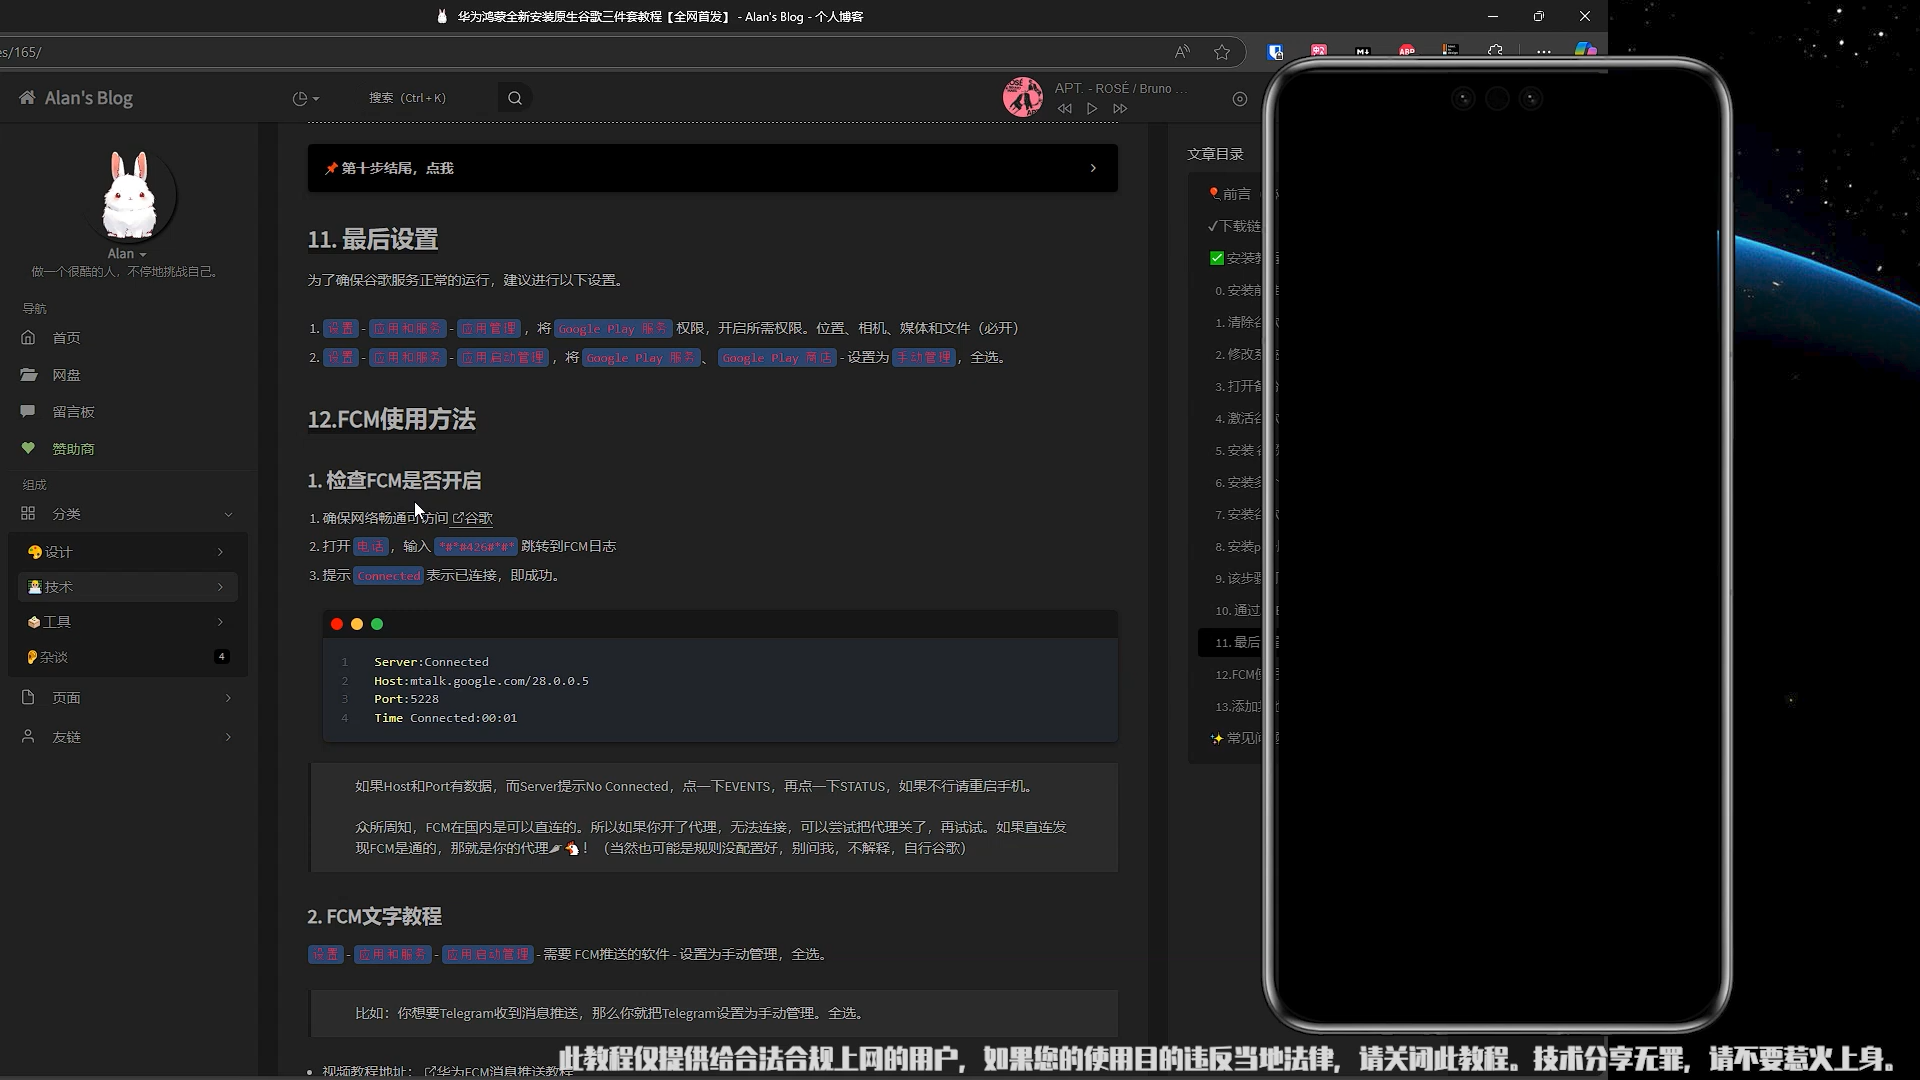 华为鸿蒙全新安装原生谷歌三件套教程【全网首发】 - Alan's Blog - 个人博客
es/165/
Alan's Blog
搜索 (Ctrl + K)
APT. - ROSÉ / Bruno ...
Alan
做一个很酷的人，不停地挑战自己。
导航
首页
网盘
留言板
赞助商
组成
分类
设计
技术
工具
杂谈
4
页面
友链
第十步结尾，点我
11. 最后设置
为了确保谷歌服务正常的运行，建议进行以下设置。
1. 设置 - 应用和服务 - 应用管理 ，将 Google Play 服务 权限，开启所需权限。位置、相机、媒体和文件（必开）
2. 设置 - 应用和服务 - 应用启动管理 ，将 Google Play 服务 、 Google Play 商店 - 设置为 手动管理 ，全选。
12.FCM使用方法
1. 检查FCM是否开启
1. 确保网络畅通可访问 谷歌
2. 打开 电话 ，输入 *#*#426#*#* 跳转到FCM日志
3. 提示 Connected 表示已连接，即成功。
1 Server:Connected
2 Host:mtalk.google.com/28.0.0.5
3 Port:5228
4 Time Connected:00:01
如果Host和Port有数据，而Server提示No Connected，点一下EVENTS，再点一下STATUS，如果不行请重启手机。
众所周知，FCM在国内是可以直连的。所以如果你开了代理，无法连接，可以尝试把代理关了，再试试。如果直连发
现FCM是通的，那就是你的代理🌶🐔！（当然也可能是规则没配置好，别问我，不解释，自行谷歌）
2. FCM文字教程
设置 - 应用和服务 - 应用启动管理 - 需要 FCM推送的软件 - 设置为手动管理，全选。
比如：你想要Telegram收到消息推送，那么你就把Telegram设置为手动管理。全选。
视频教程地址： 华为FCM消息推送教程
文章目录
前言
下载链
安装教
0. 安装前
1. 清除谷
2. 修改系
3. 打开备
4. 激活谷
5. 安装谷
6. 安装多
7. 安装谷
8. 安装p
9. 该步骤
10. 通过
11. 最后
12.FCM使
13.添加
常见问
此教程仅提供给合法合规上网的用户，如果您的使用目的违反当地法律，请关闭此教程。技术分享无罪，请不要惹火上身。